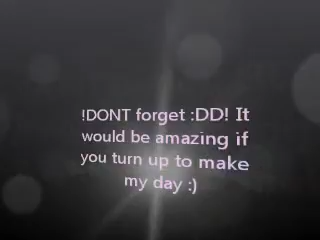 !DONT forget :DD! It
would be amazing if
you turn up to make
my day :)